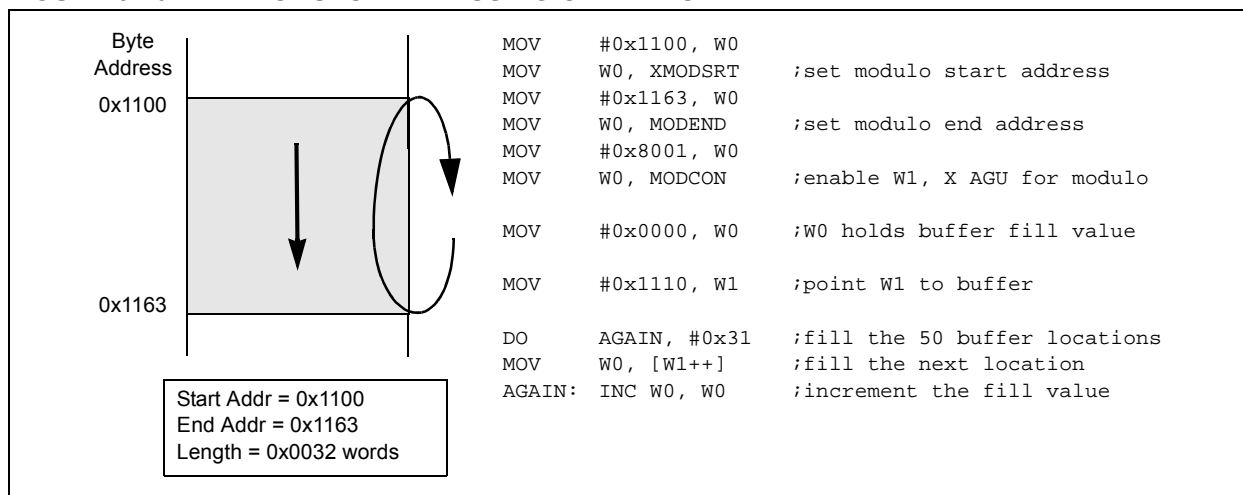 Byte
Address
0x1100
0x1163
Start Addr = 0x1100
End Addr = 0x1163
Length = 0x0032 words
MOV #0x1100, W0
MOV W0, XMODSRT ;set modulo start address
MOV #0x1163, W0
MOV W0, MODEND ;set modulo end address
MOV #0x8001, W0
MOV W0, MODCON ;enable W1, X AGU for modulo
MOV #0x0000, W0 ;W0 holds buffer fill value
MOV #0x1110, W1 ;point W1 to buffer
DO AGAIN, #0x31 ;fill the 50 buffer locations
MOV W0, [W1++] ;fill the next location
AGAIN: INC W0, W0 ;increment the fill value